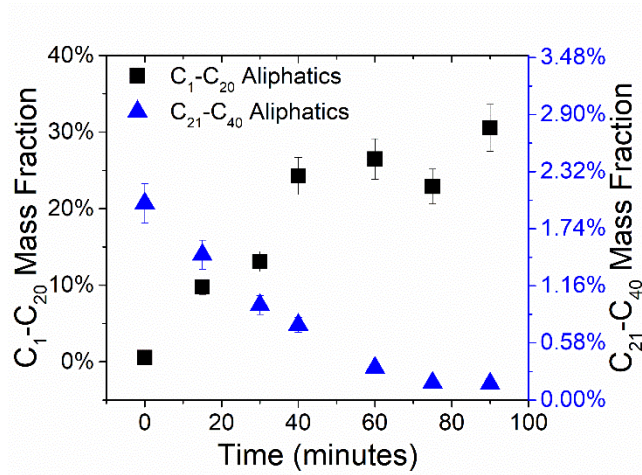 40%
30%
20%
10%
0%
C₁-C₂₀ Mass Fraction
C₁-C₂₀ Aliphatics
C₂₁-C₄₀ Aliphatics
3.48%
2.90%
2.32%
1.74%
1.16%
0.58%
0.00%
C₂₁-C₄₀ Mass Fraction
0 20 40 60 80 100
Time (minutes)